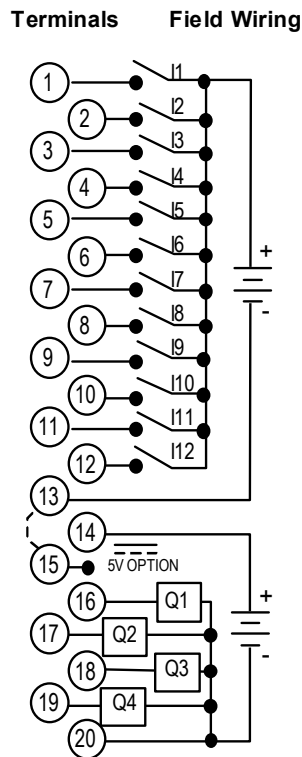 Terminals Field Wiring
1 I1
2 I2
3 I3
4 I4
5 I5
6 I6
+
7 I7
8 I8
-
9 I9
10 I10
11 I11
12 I12
13
14
15 5V OPTION
+
16 Q1
17 Q2
18 Q3
-
19 Q4
20